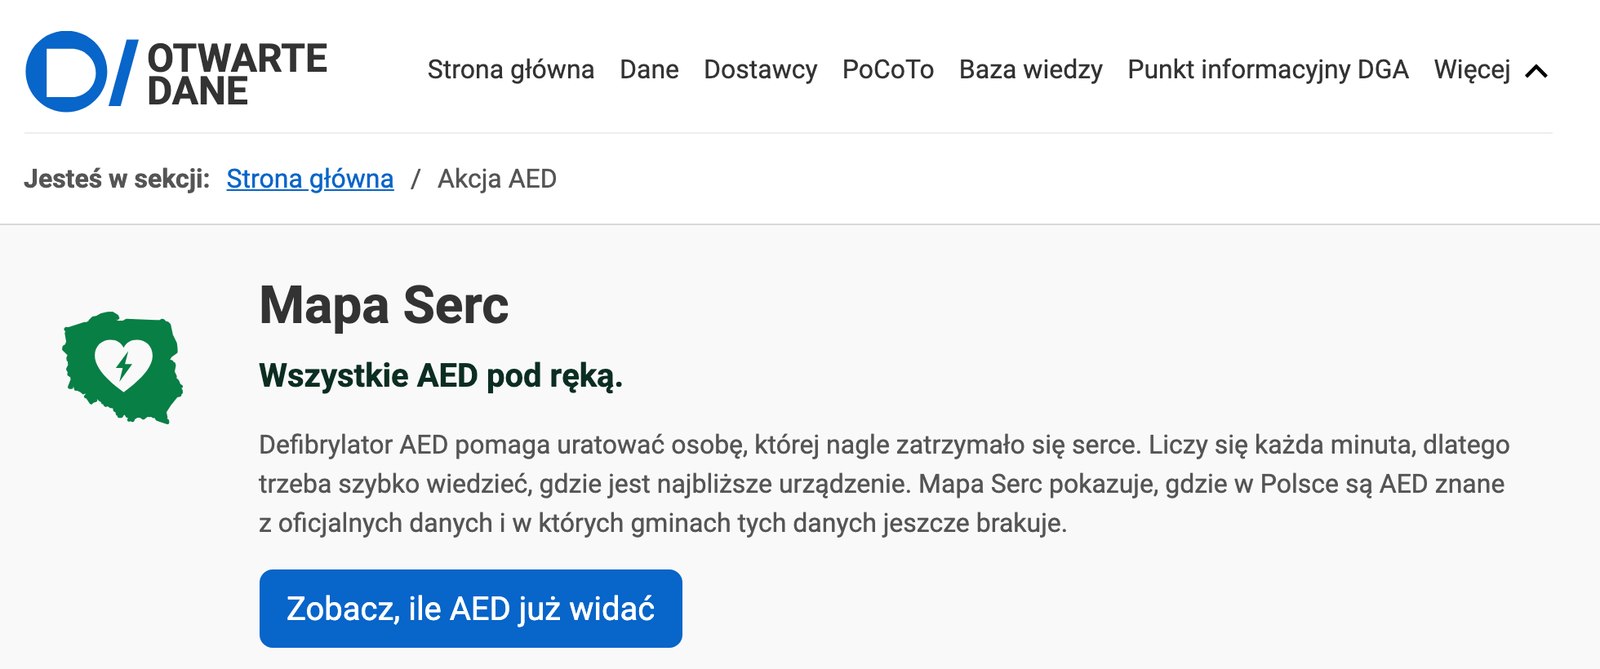 OTWARTE
DANE
Strona główna Dane Dostawcy PoCoTo Baza wiedzy Punkt informacyjny DGA Więcej
Jesteś w sekcji: Strona główna / Akcja AED
Mapa Serc
Wszystkie AED pod ręką.
Defibrylator AED pomaga uratować osobę, której nagle zatrzymało się serce. Liczy się każda minuta, dlatego
trzeba szybko wiedzieć, gdzie jest najbliższe urządzenie. Mapa Serc pokazuje, gdzie w Polsce są AED znane
z oficjalnych danych i w których gminach tych danych jeszcze brakuje.
Zobacz, ile AED już widać